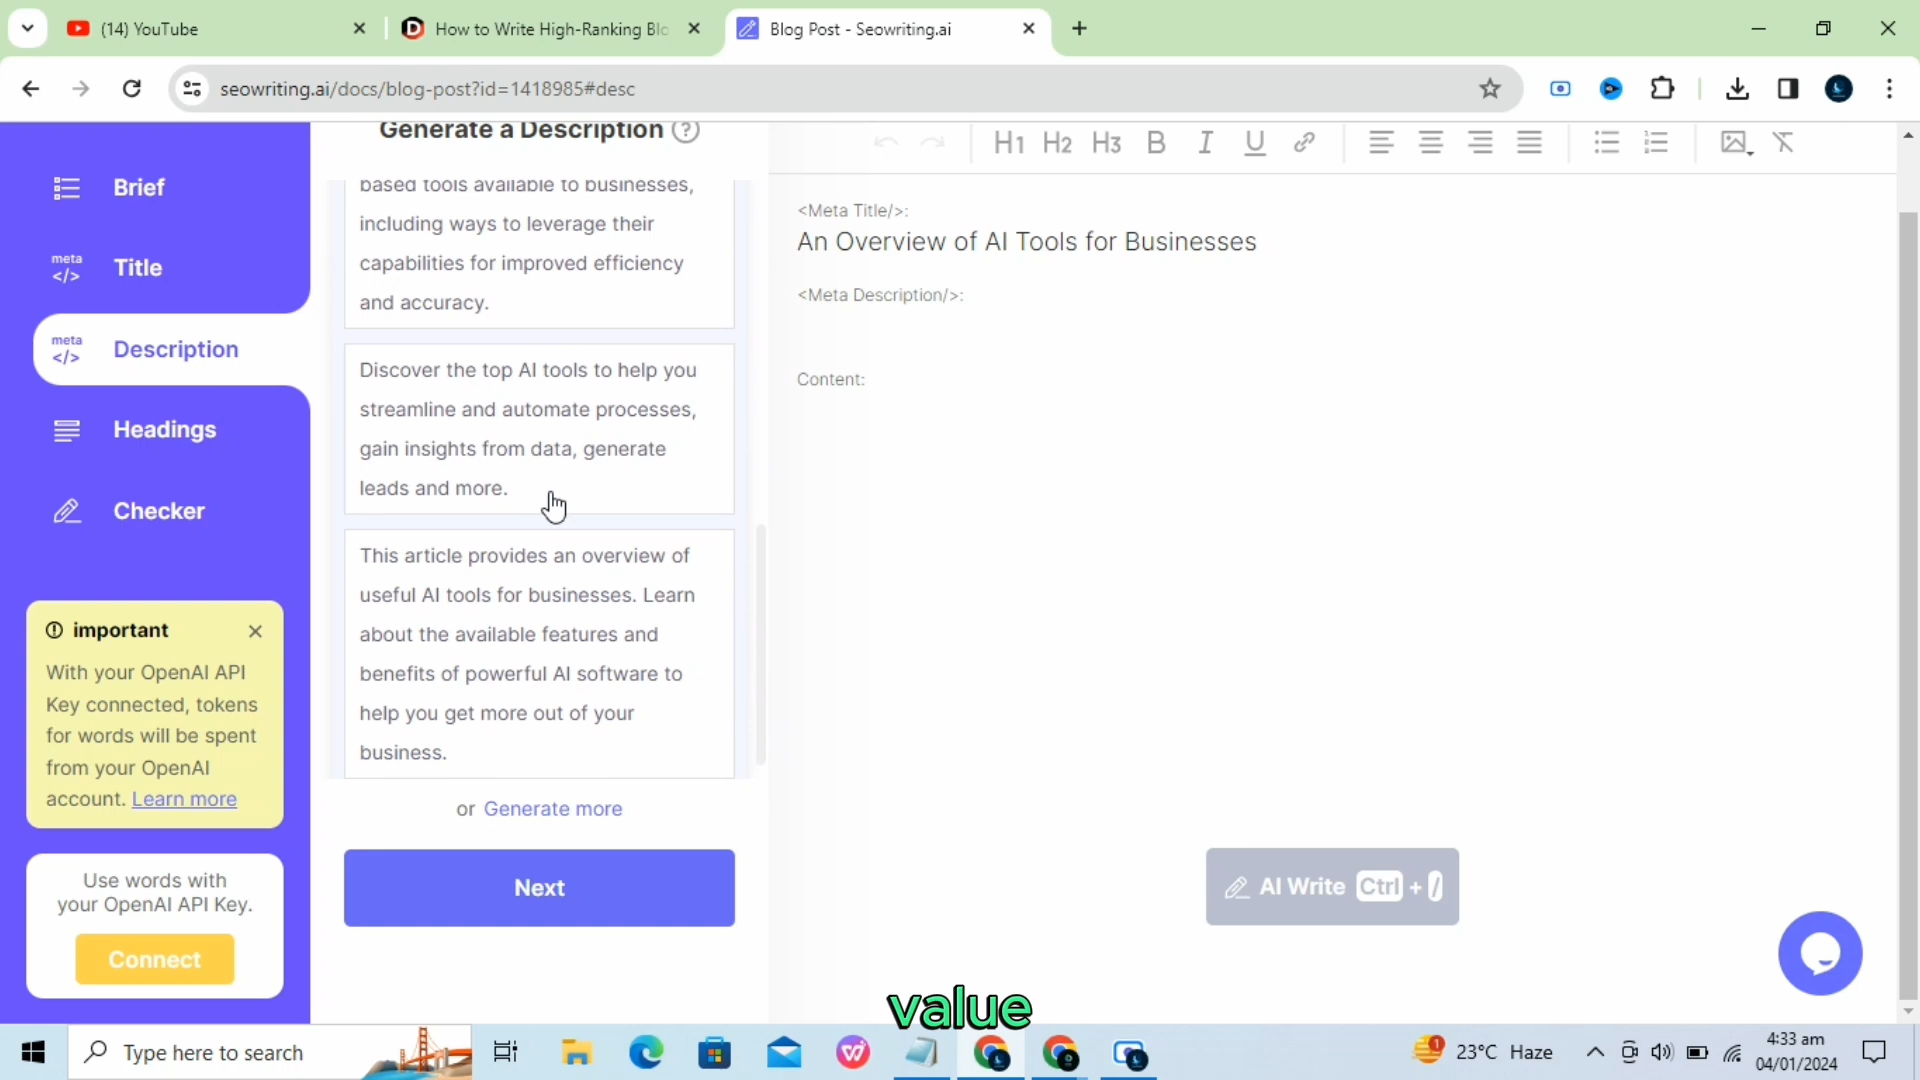 (14) YouTube
How to Write High-Ranking Blo
Blog Post - Seowriting.ai
seowriting.ai/docs/blog-post?id=1418985#desc
Brief
meta
</>
Title
meta
</>
Description
Headings
Checker
important
With your OpenAI API
Key connected, tokens
for words will be spent
from your OpenAI
account. Learn more
Use words with
your OpenAI API Key.
Connect
Generate a Description ?
based tools available to businesses,
including ways to leverage their
capabilities for improved efficiency
and accuracy.
Discover the top AI tools to help you
streamline and automate processes,
gain insights from data, generate
leads and more.
This article provides an overview of
useful AI tools for businesses. Learn
about the available features and
benefits of powerful AI software to
help you get more out of your
business.
or Generate more
Next
H1 H2 H3 B I U
<Meta Title/>:
An Overview of AI Tools for Businesses
<Meta Description/>:
Content:
AI Write Ctrl + /
value
Type here to search
1
23°C Haze
4:33 am
04/01/2024